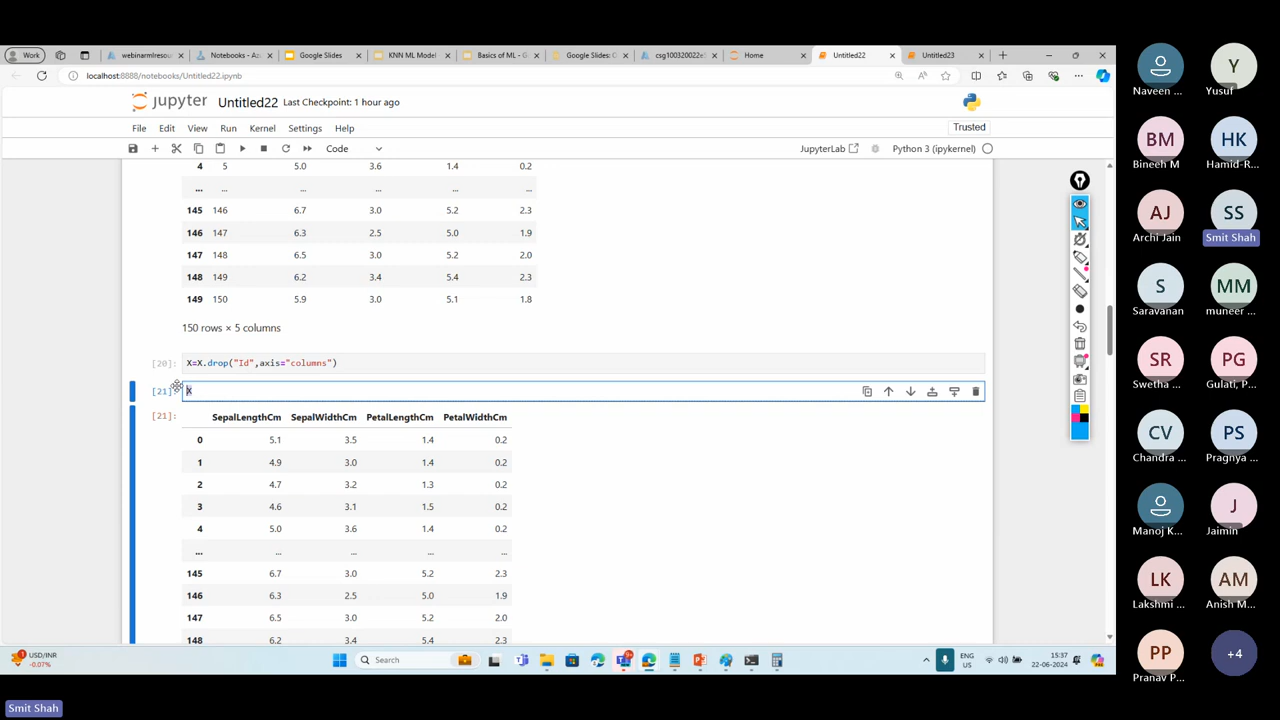 Work
webinarmlresourc
Notebooks - Az
Google Slides
KNN ML Model
Basics of ML - G
Google Slides: O
csg100320022e5
Home
Untitled22
Untitled23
localhost:8888/notebooks/Untitled22.ipynb
jupyter Untitled22 Last Checkpoint: 1 hour ago
File Edit View Run Kernel Settings Help
Trusted
Code
JupyterLab
Python 3 (ipykernel)
4 5 5.0 3.6 1.4 0.2
... ... ... ... ... ...
145 146 6.7 3.0 5.2 2.3
146 147 6.3 2.5 5.0 1.9
147 148 6.5 3.0 5.2 2.0
148 149 6.2 3.4 5.4 2.3
149 150 5.9 3.0 5.1 1.8
150 rows × 5 columns
[20]: X=X.drop("Id",axis="columns")
[21]: X
[21]: SepalLengthCm SepalWidthCm PetalLengthCm PetalWidthCm
0 5.1 3.5 1.4 0.2
1 4.9 3.0 1.4 0.2
2 4.7 3.2 1.3 0.2
3 4.6 3.1 1.5 0.2
4 5.0 3.6 1.4 0.2
... ... ... ... ...
145 6.7 3.0 5.2 2.3
146 6.3 2.5 5.0 1.9
147 6.5 3.0 5.2 2.0
148 6.2 3.4 5.4 2.3
USD/INR
-0.07%
Search
ENG
US
15:37
22-06-2024
Naveen ...
Y
Yusuf
BM
Bineeh M
HK
Hamid-R...
AJ
Archi Jain
SS
Smit Shah
S
Saravanan
MM
muneer ...
SR
Swetha ...
PG
Gulati, P...
CV
Chandra ...
PS
Pragnya ...
Manoj K...
J
Jaimin
LK
Lakshmi ...
AM
Anish M...
PP
Pranav P...
+4
Smit Shah